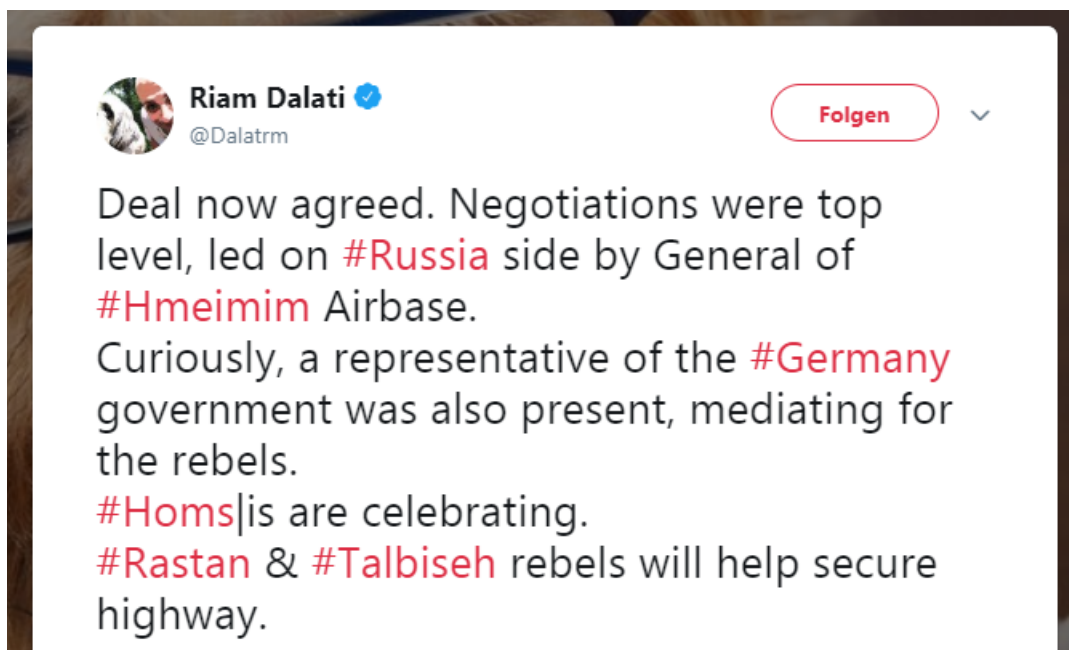 Riam Dalati
@Dalatrm
Folgen
Deal now agreed. Negotiations were top
level, led on #Russia side by General of
#Hmeimim Airbase.
Curiously, a representative of the #Germany
government was also present, mediating for
the rebels.
#Homs|is are celebrating.
#Rastan & #Talbiseh rebels will help secure
highway.